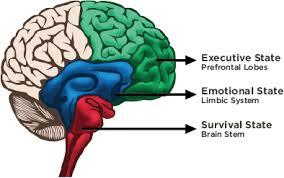 Executive State
Prefrontal Lobes
Emotional State
Limbic System
Survival State
Brain Stem